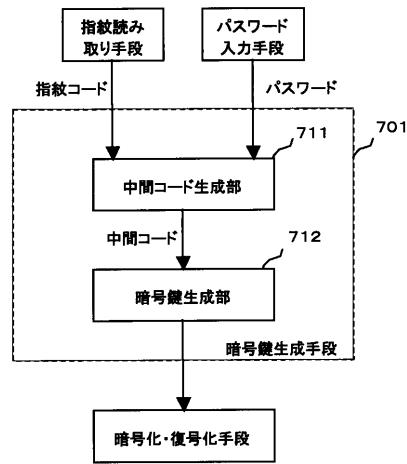 指紋読み
取り手段
パスワード
入力手段
指紋コード
パスワード
711
701
中間コード生成部
中間コード
712
暗号鍵生成部
暗号鍵生成手段
暗号化・復号化手段